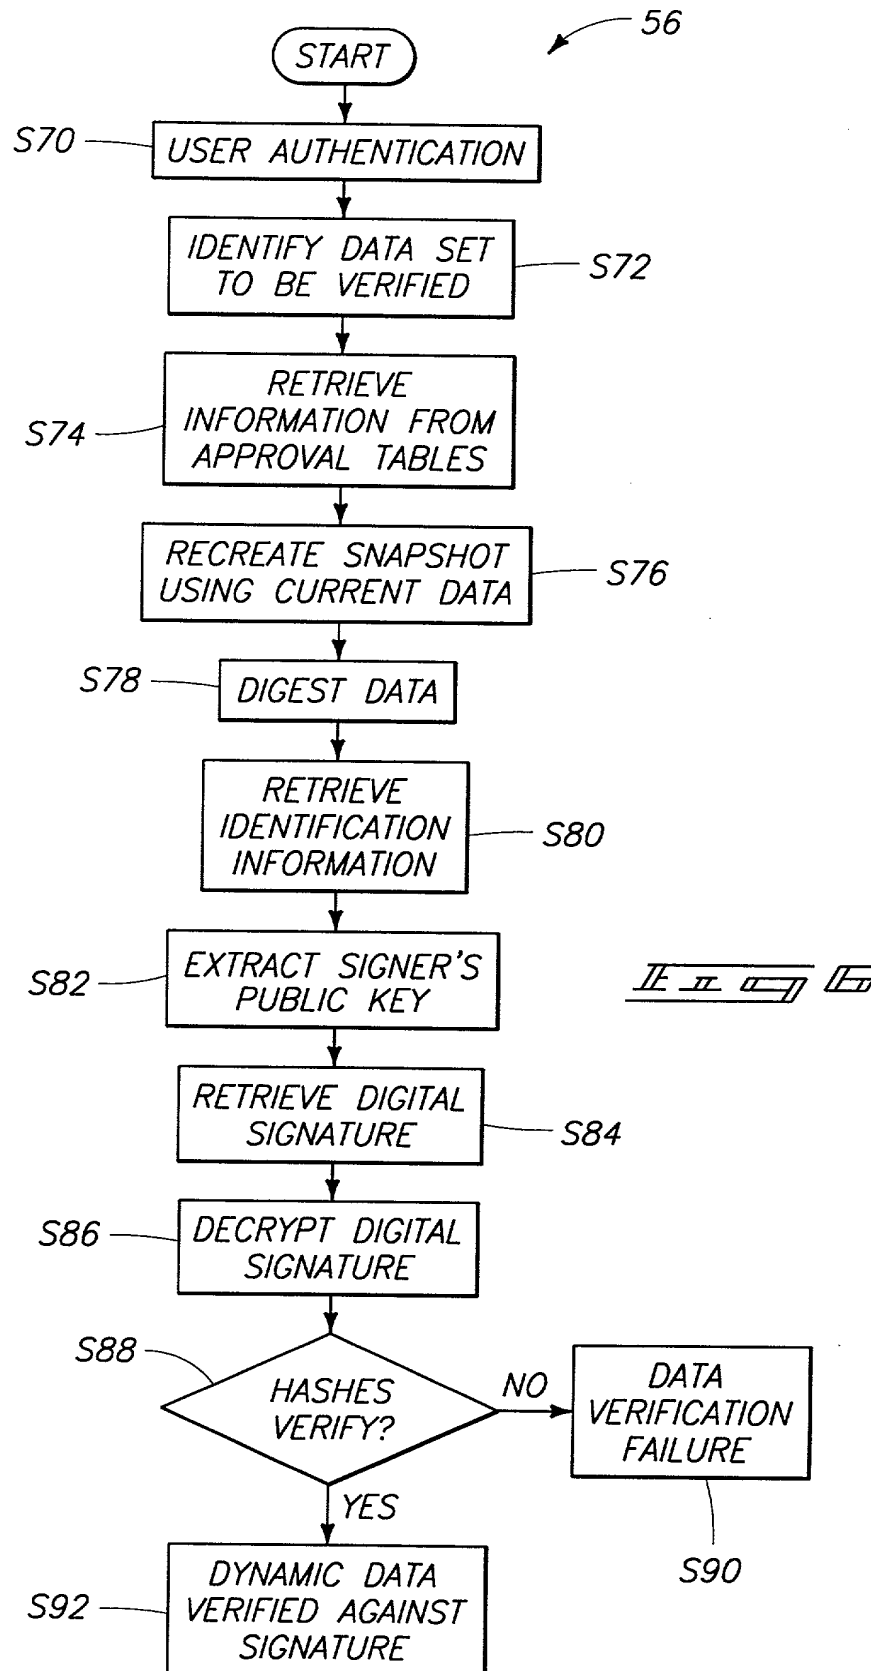 56
START
S70
USER AUTHENTICATION
IDENTIFY DATA SET
TO BE VERIFIED
S72
RETRIEVE
INFORMATION FROM
APPROVAL TABLES
S74
RECREATE SNAPSHOT
USING CURRENT DATA
S76
S78
DIGEST DATA
RETRIEVE
IDENTIFICATION
INFORMATION
S80
S82
EXTRACT SIGNER'S
PUBLIC KEY
Fig 6
RETRIEVE DIGITAL
SIGNATURE
S84
S86
DECRYPT DIGITAL
SIGNATURE
S88
HASHES
VERIFY?
NO
DATA
VERIFICATION
FAILURE
YES
S90
S92
DYNAMIC DATA
VERIFIED AGAINST
SIGNATURE